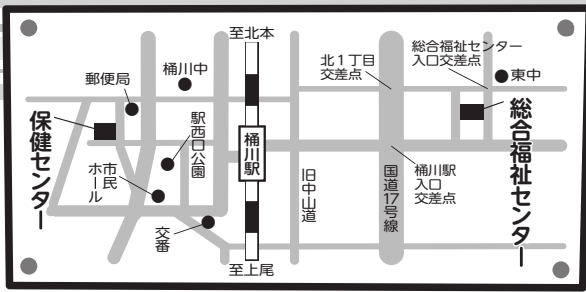 至北本
総合福祉センター
入口交差点
東中
北1丁目
交差点
桶川中
郵便局
保健センター
駅西口公園
桶川駅
総合福祉センター
市民
ホール
旧中山道
国道17号線
桶川駅
入口
交差点
交番
至上尾